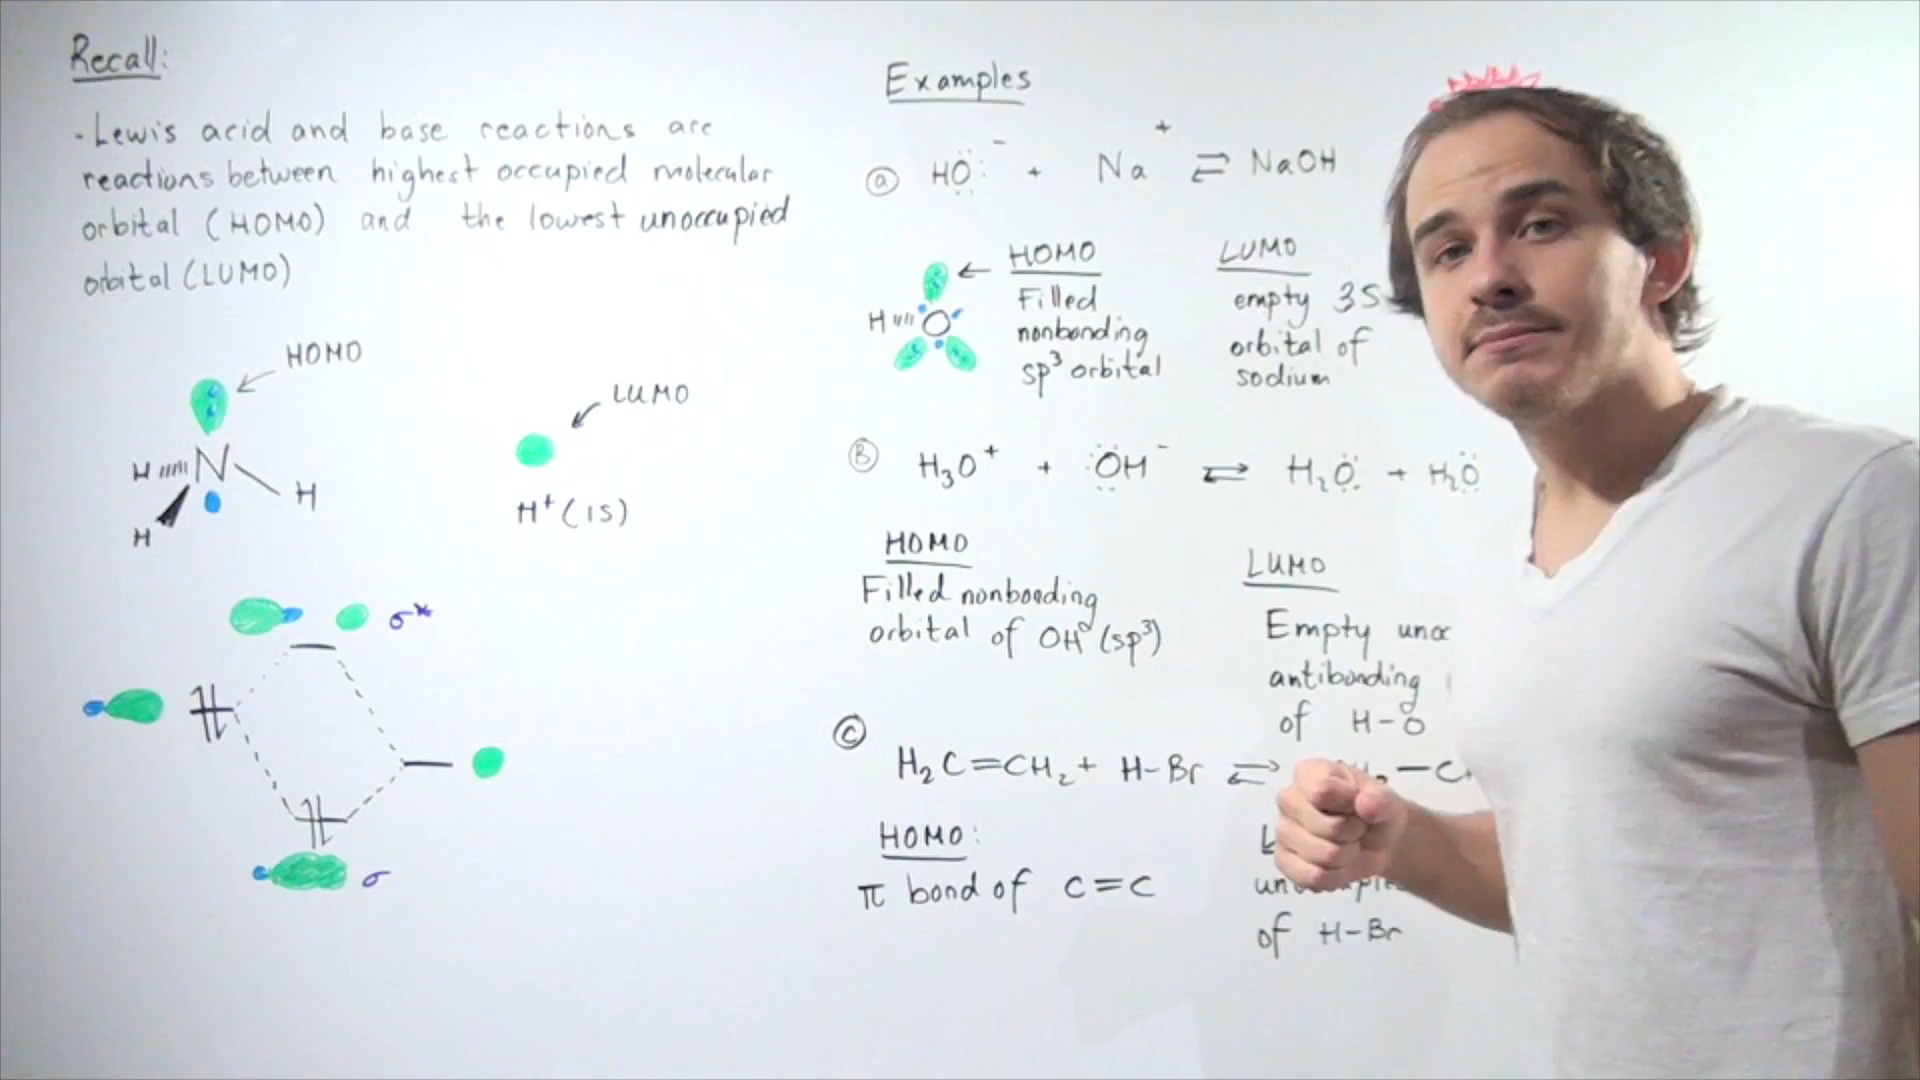 Recall:
- Lewis acid and base reactions are
reactions between highest occupied molecular
orbital (HOMO) and the lowest unoccupied
orbital (LUMO)
HOMO
LUMO
H N H
H
H⁺(1S)
σ*
σ
Examples
(a) HO:⁻ + Na⁺ ⇌ NaOH
HOMO
Filled
nonbonding
sp³ orbital
H O
LUMO
empty 3S
orbital of
sodium
(B) H₃O⁺ + :ÖH⁻ ⇌ H₂O + H₂O
HOMO
Filled nonbonding
orbital of OH⁻ (sp³)
LUMO
Empty
antibonding
of H-O
(C) H₂C=CH₂ + H-Br ⇌
HOMO:
π bond of C=C
of H-Br